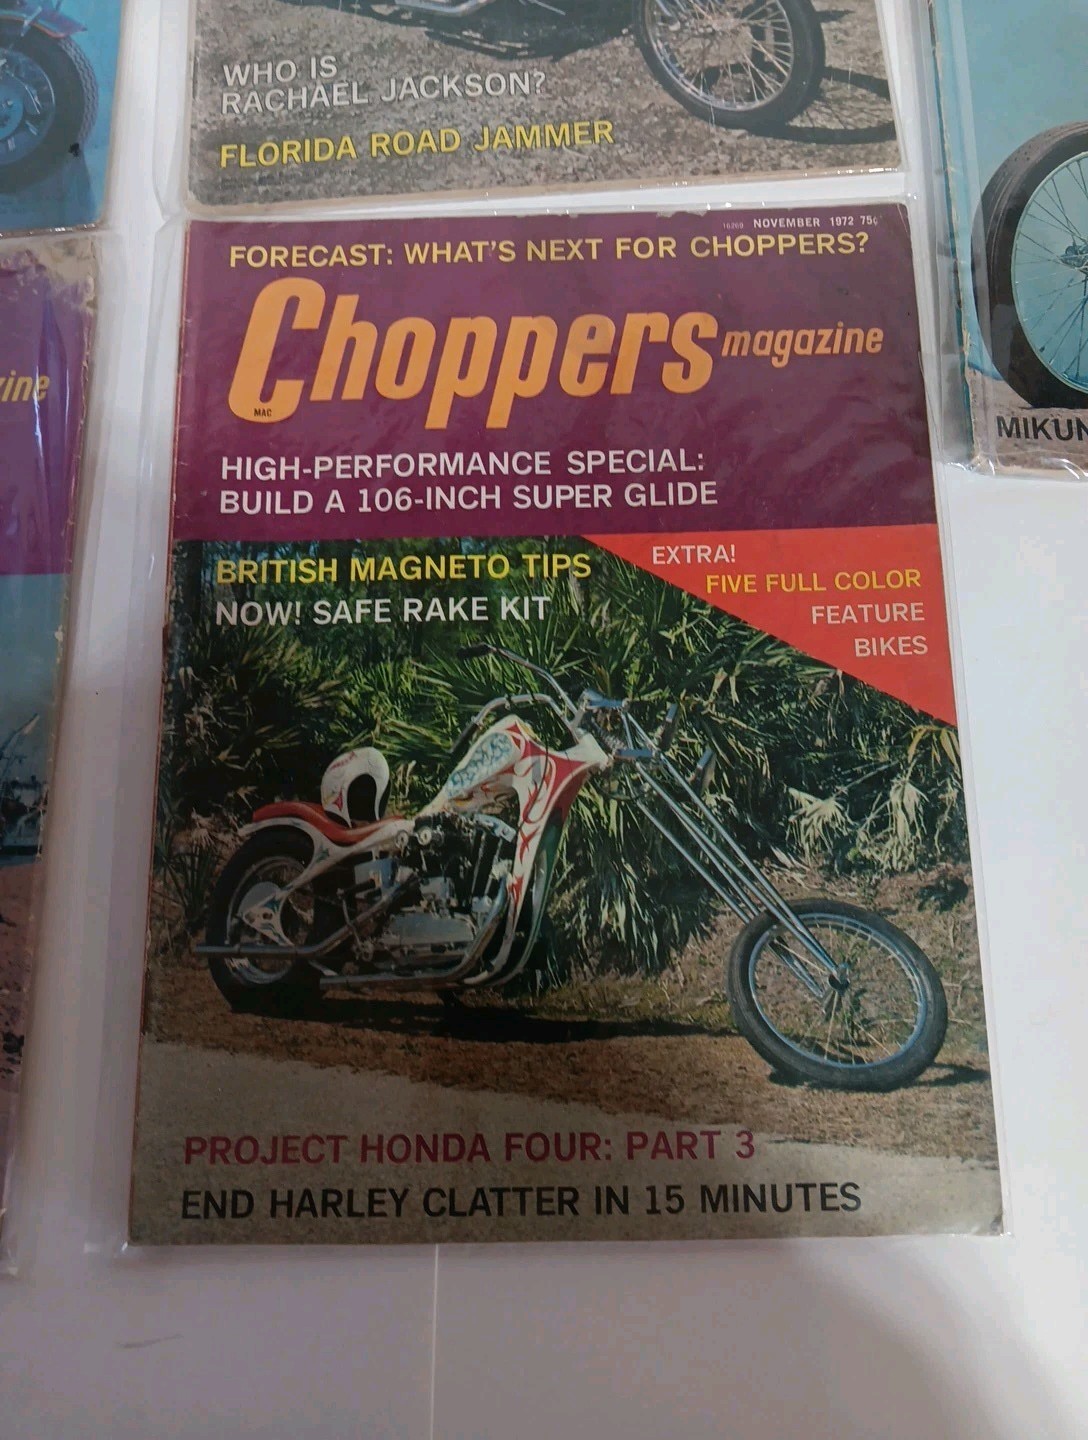 WHO IS
RACHAEL JACKSON?
FLORIDA ROAD JAMMER
16269 NOVEMBER 1972 75¢
FORECAST: WHAT'S NEXT FOR CHOPPERS?
Choppers magazine
MAC
HIGH-PERFORMANCE SPECIAL:
BUILD A 106-INCH SUPER GLIDE
BRITISH MAGNETO TIPS
NOW! SAFE RAKE KIT
EXTRA!
FIVE FULL COLOR
FEATURE
BIKES
PROJECT HONDA FOUR: PART 3
END HARLEY CLATTER IN 15 MINUTES
zine
MIKUN